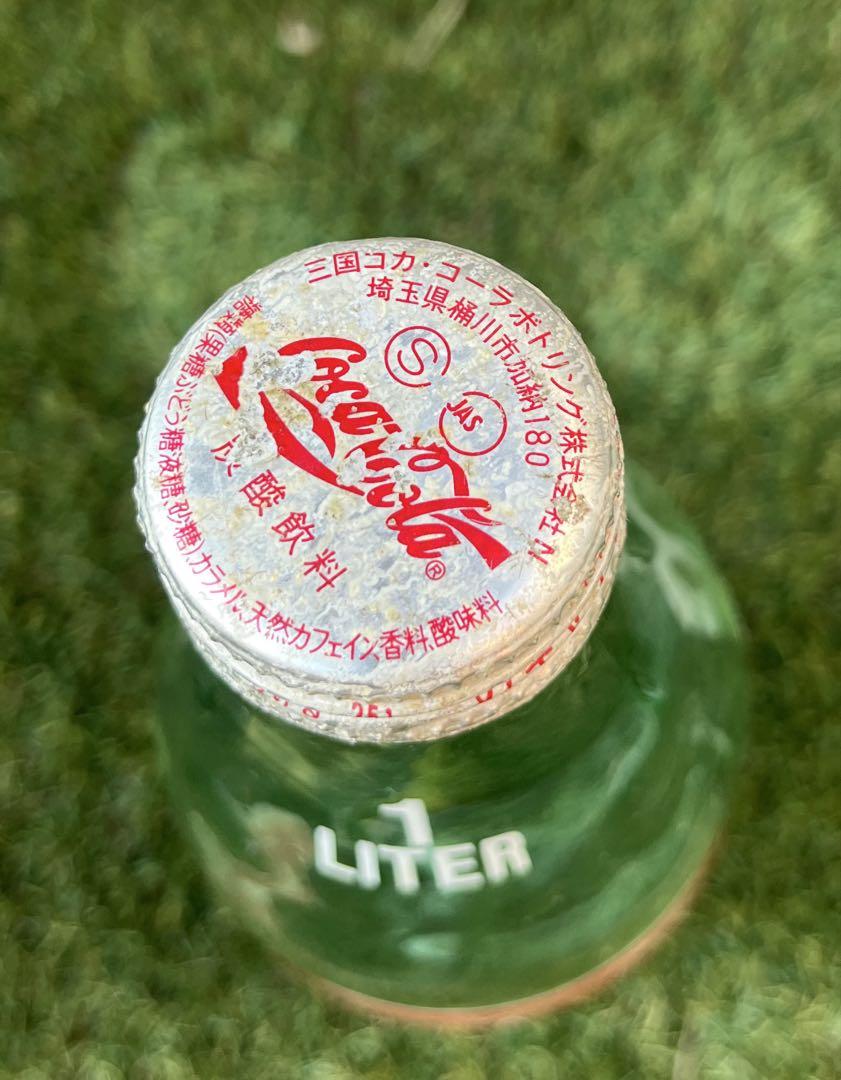 三国コカ・コーラボトリング株式会社N
埼玉県桶川市加納180
S
JAS
Coca-Cola®
炭酸飲料
糖類(果糖ぶどう糖液糖、砂糖)、カラメル、天然カフェイン、香料、酸味料
251
1
LITER